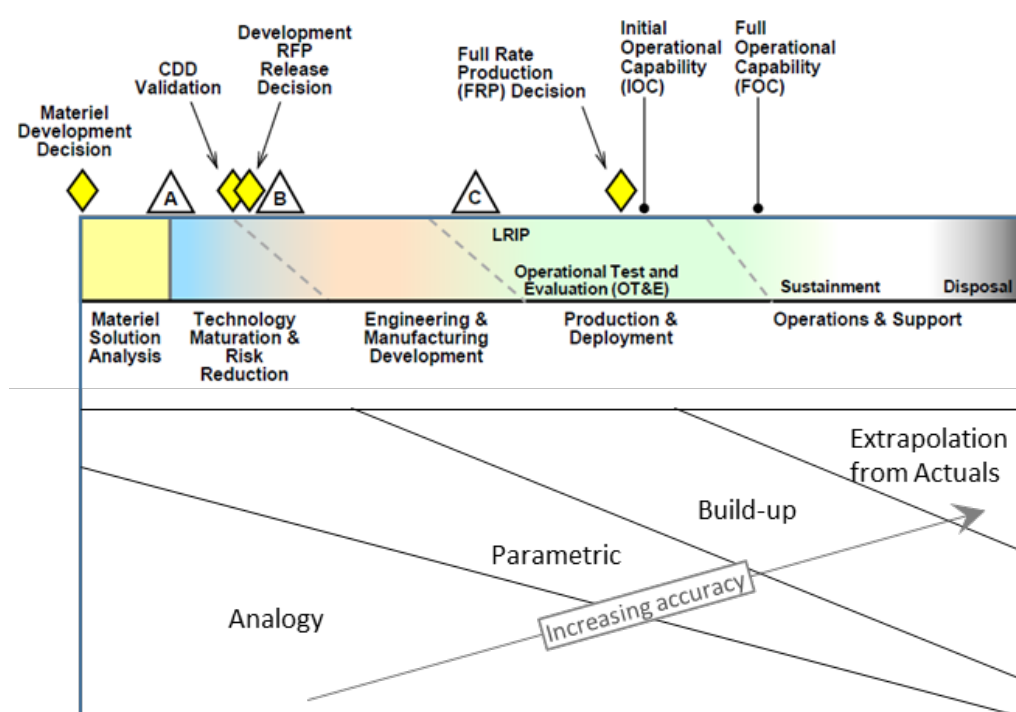 Materiel
Development
Decision
CDD
Validation
Development
RFP
Release
Decision
Full Rate
Production
(FRP) Decision
Initial
Operational
Capability
(IOC)
Full
Operational
Capability
(FOC)
A
B
C
LRIP
Operational Test and
Evaluation (OT&E)
Sustainment
Disposal
Materiel
Solution
Analysis
Technology
Maturation &
Risk
Reduction
Engineering &
Manufacturing
Development
Production &
Deployment
Operations & Support
Extrapolation
from Actuals
Build-up
Parametric
Increasing accuracy
Analogy